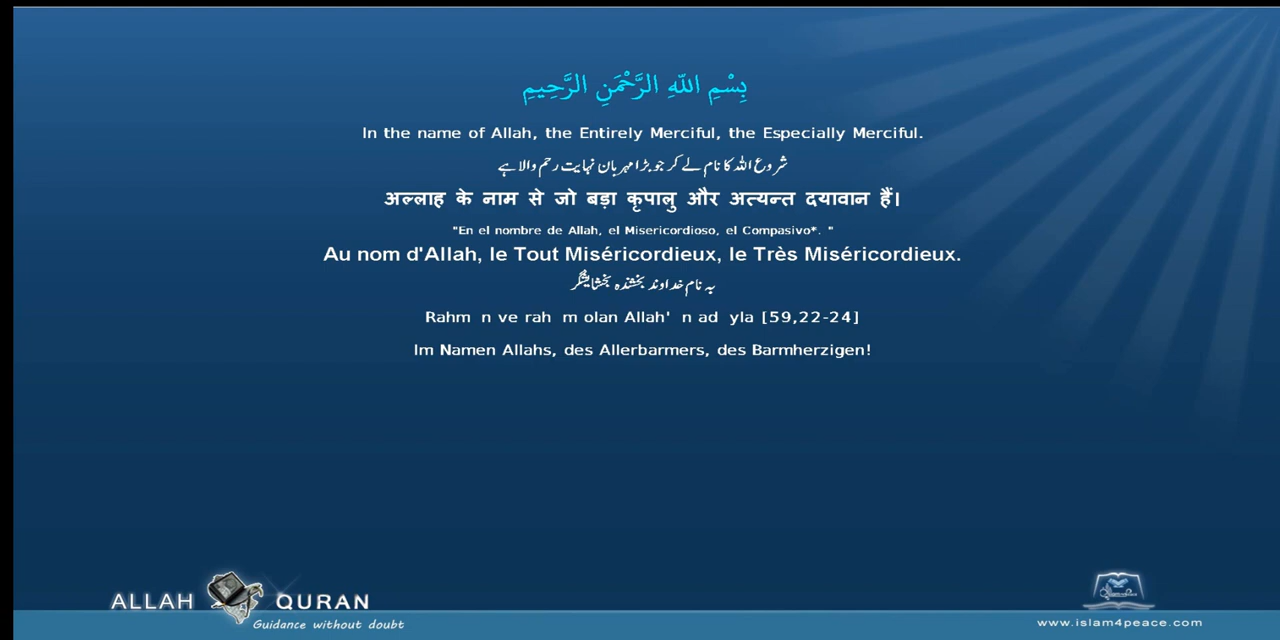 بِسْمِ اللّٰهِ الرَّحْمَنِ الرَّحِيمِ
In the name of Allah, the Entirely Merciful, the Especially Merciful.
شروع اللہ کا نام لے کر جو بڑا مہربان نہایت رحم والا ہے
अल्लाह के नाम से जो बड़ा कृपालु और अत्यन्त दयावान हैं।
"En el nombre de Allah, el Misericordioso, el Compasivo*. "
Au nom d'Allah, le Tout Miséricordieux, le Très Miséricordieux.
به نام خداوند بخشنده بخشایشگر
Rahm n ve rah m olan Allah' n ad yla [59,22-24]
Im Namen Allahs, des Allerbarmers, des Barmherzigen!
ALLAH QURAN
Guidance without doubt
www.islam4peace.com